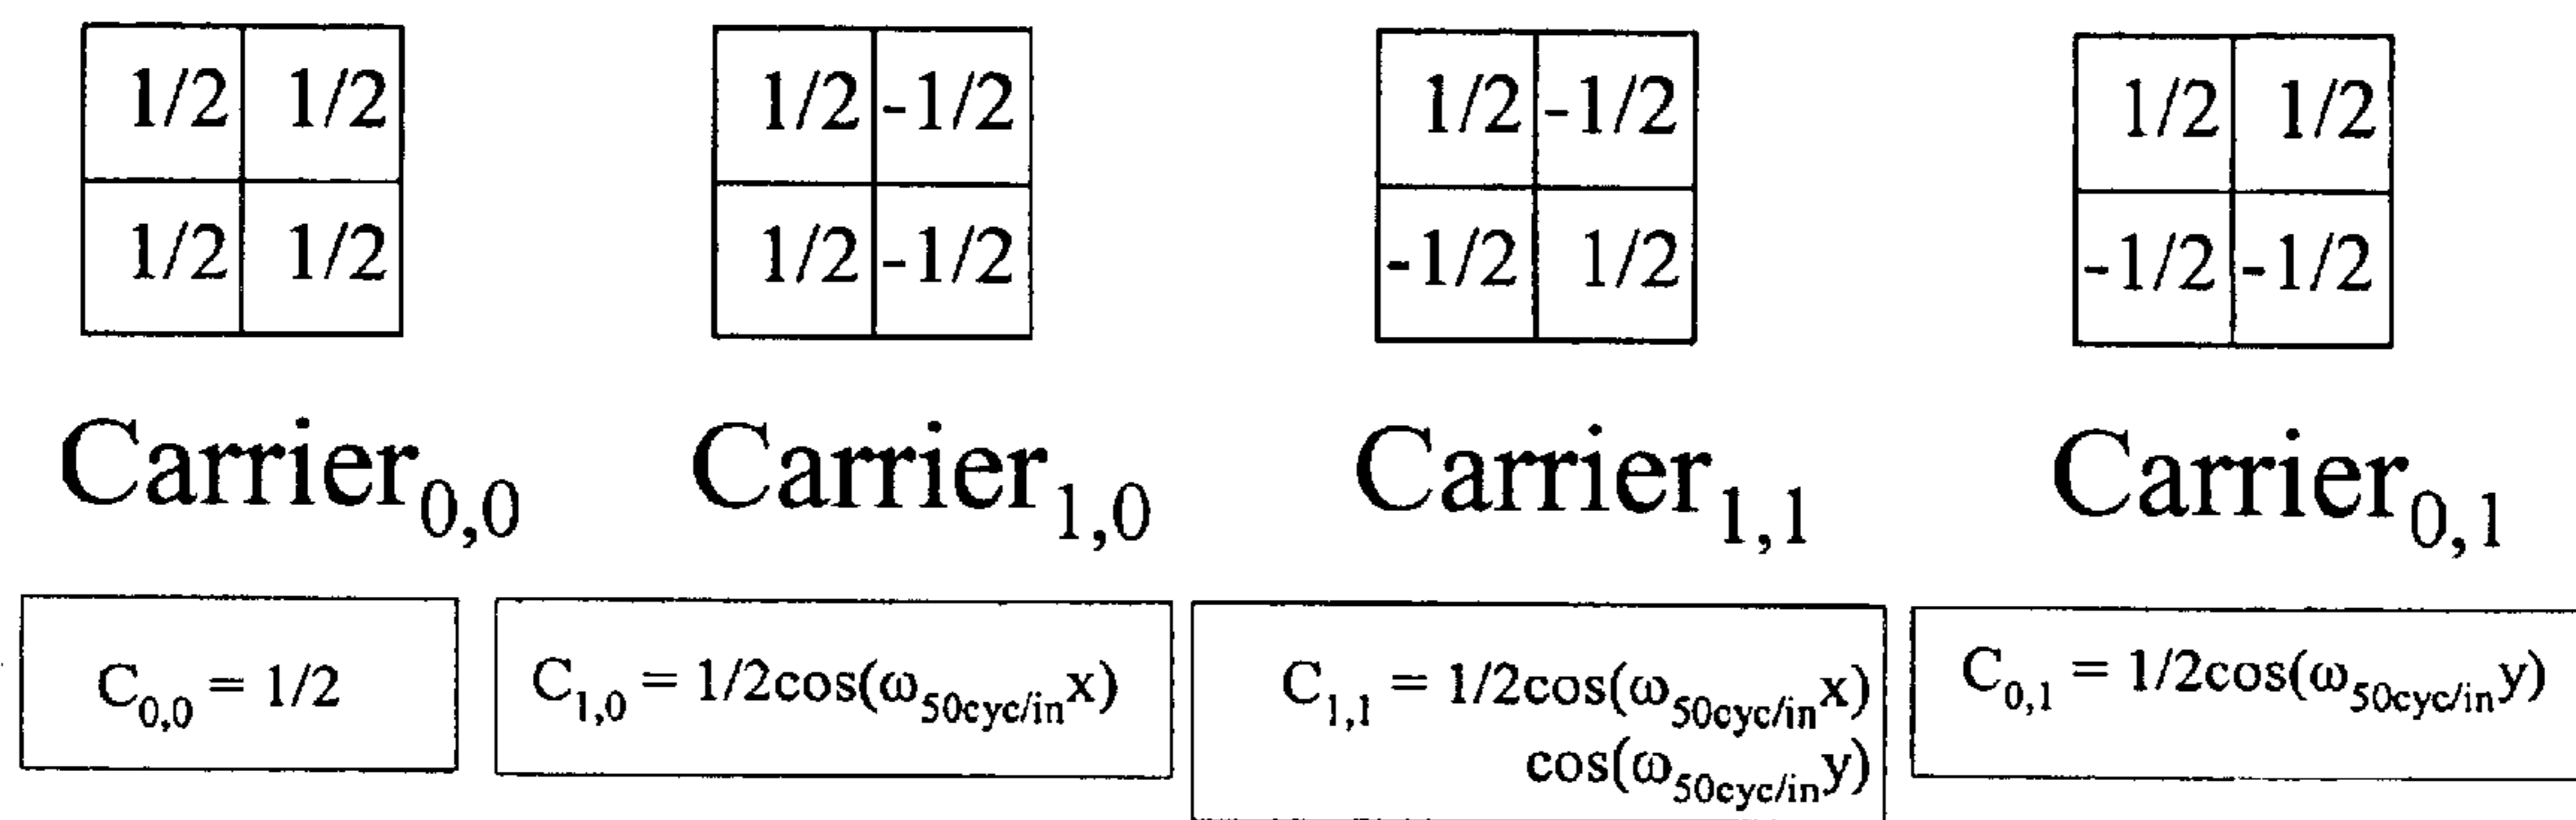 1/2 1/2 1/2 -1/2 1/2 -1/2 1/2 1/2
1/2 1/2 1/2 -1/2 -1/2 1/2 -1/2 -1/2
Carrier0,0 Carrier1,0 Carrier1,1 Carrier0,1
C0,0 = 1/2 C1,0 = 1/2cos(ω50cyc/inx) C1,1 = 1/2cos(ω50cyc/inx) C0,1 = 1/2cos(ω50cyc/iny)
cos(ω50cyc/iny)